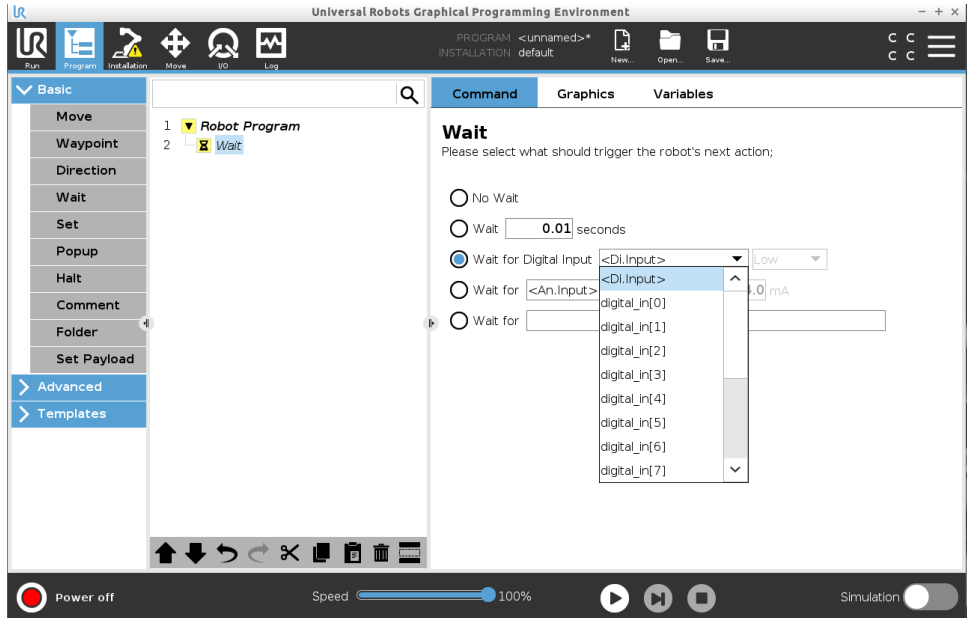 Universal Robots Graphical Programming Environment
UR
Run
Program
Installation
Move
I/O
Log
PROGRAM <unnamed>*
INSTALLATION default
New...
Open...
Save...
C C
C C
Basic
Move
Waypoint
Direction
Wait
Set
Popup
Halt
Comment
Folder
Set Payload
Advanced
Templates
1 Robot Program
2 Wait
Command Graphics Variables
Wait
Please select what should trigger the robot's next action;
No Wait
Wait 0.01 seconds
Wait for Digital Input <Di.Input> Low
Wait for <An.Input> .0 mA
Wait for
<Di.Input>
digital_in[0]
digital_in[1]
digital_in[2]
digital_in[3]
digital_in[4]
digital_in[5]
digital_in[6]
digital_in[7]
Power off
Speed 100%
Simulation